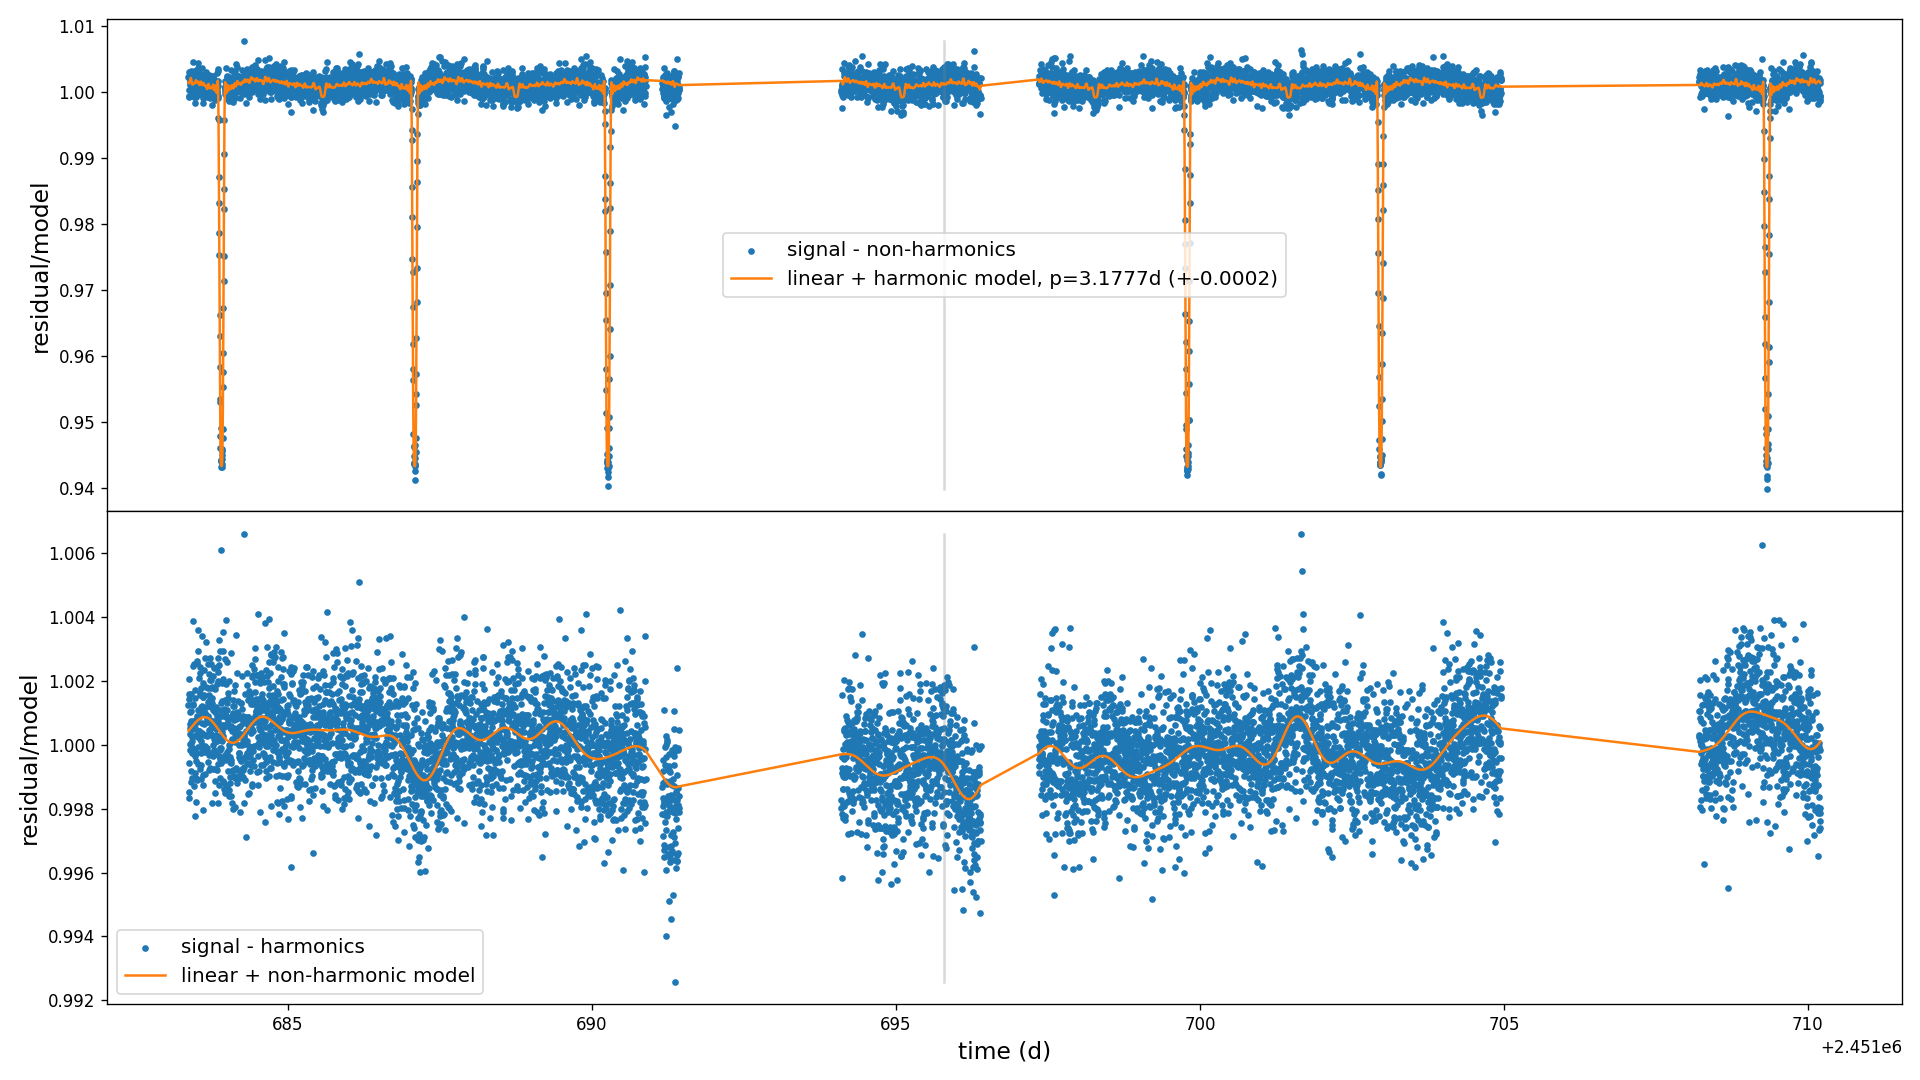 1.01
1.00
0.99
0.98
0.97
0.96
0.95
0.94
residual/model
signal - non-harmonics
linear + harmonic model, p=3.1777d (+-0.0002)
1.006
1.004
1.002
1.000
0.998
0.996
0.994
0.992
residual/model
signal - harmonics
linear + non-harmonic model
685 690 695 700 705 710
time (d)
+2.451e6